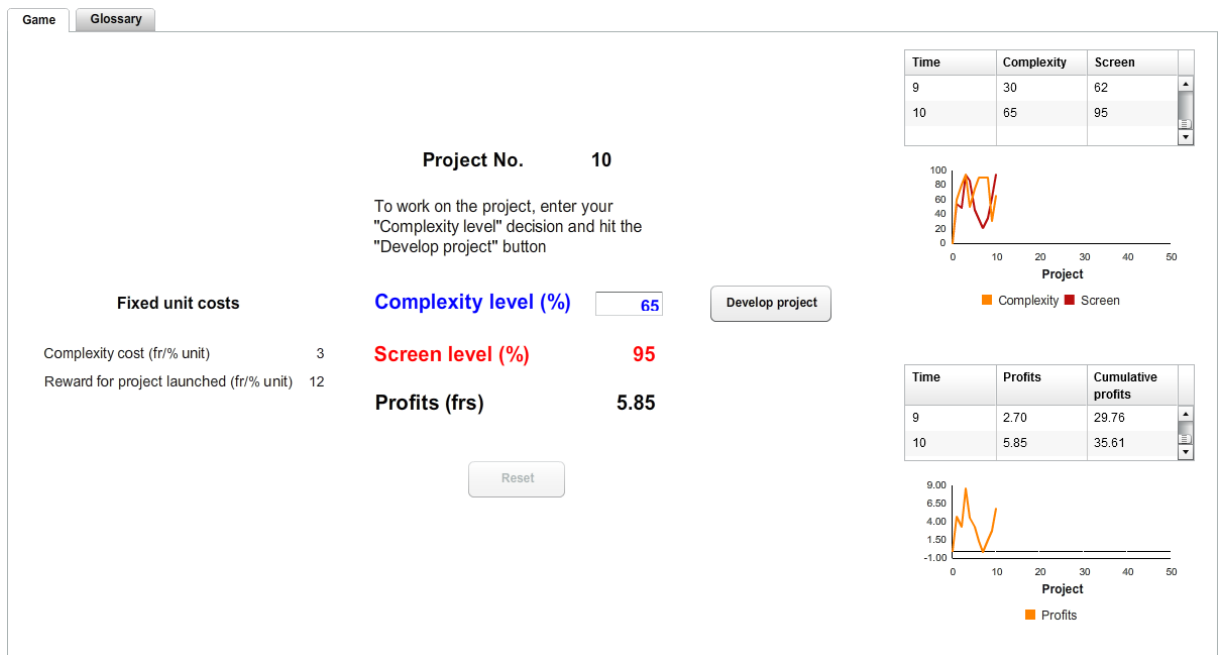 Game Glossary
Time Complexity Screen
9 30 62
10 65 95
Project No. 10
To work on the project, enter your
"Complexity level" decision and hit the
"Develop project" button
Fixed unit costs
Complexity cost (fr/% unit) 3
Reward for project launched (fr/% unit) 12
Complexity level (%) 65
Develop project
Screen level (%) 95
Profits (frs) 5.85
Reset
100
80
60
40
20
0
0 10 20 30 40 50
Project
Complexity Screen
Time Profits Cumulative
profits
9 2.70 29.76
10 5.85 35.61
9.00
6.50
4.00
1.50
-1.00
0 10 20 30 40 50
Project
Profits